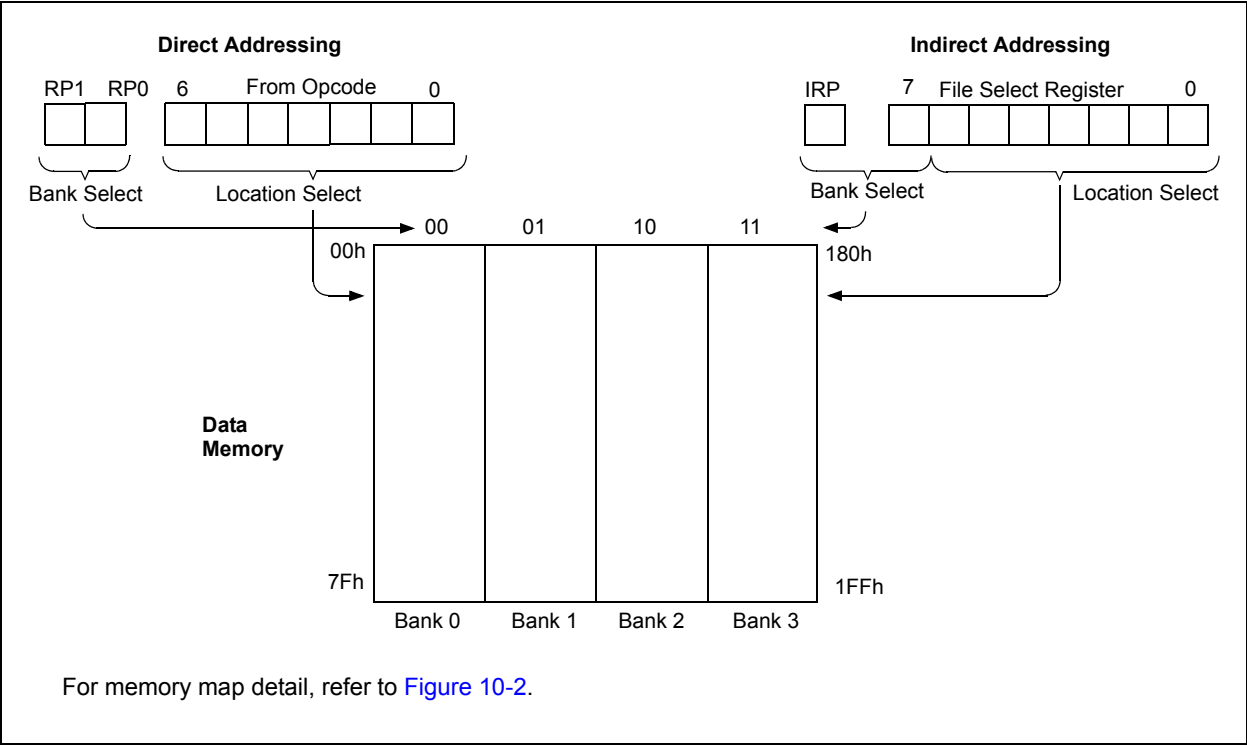 Direct Addressing
RP1 RP0 6 From Opcode 0
Bank Select Location Select
Indirect Addressing
IRP 7 File Select Register 0
Bank Select Location Select
00 01 10 11
00h 180h
Data
Memory
7Fh 1FFh
Bank 0 Bank 1 Bank 2 Bank 3
For memory map detail, refer to Figure 10-2.